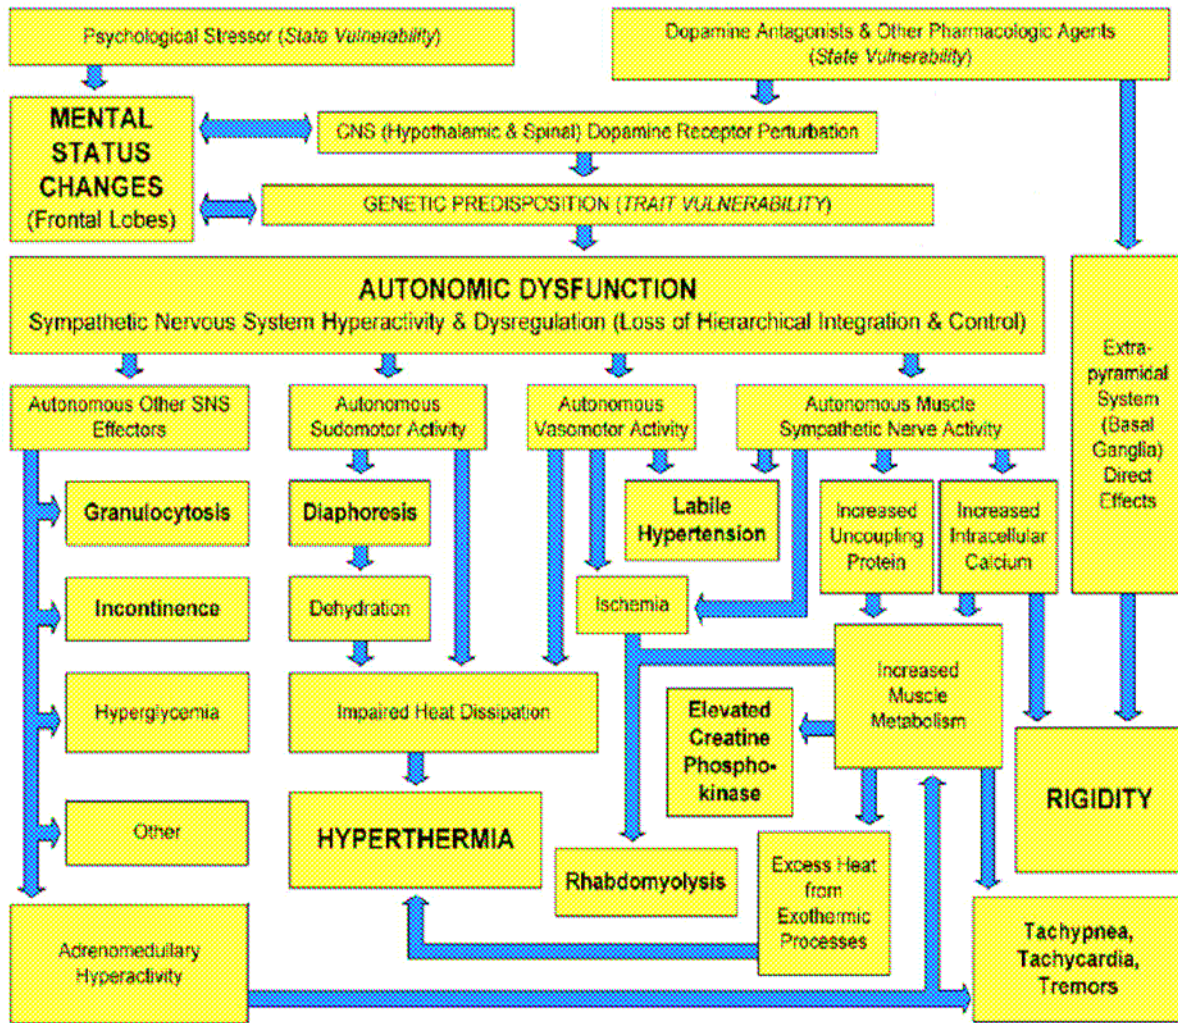 Psychological Stressor (State Vulnerability)
Dopamine Antagonists & Other Pharmacologic Agents
(State Vulnerability)
MENTAL
STATUS
CHANGES
(Frontal Lobes)
CNS (Hypothalamic & Spinal) Dopamine Receptor Perturbation
GENETIC PREDISPOSITION (TRAIT VULNERABILITY)
AUTONOMIC DYSFUNCTION
Sympathetic Nervous System Hyperactivity & Dysregulation (Loss of Hierarchical Integration & Control)
Extra-
pyramidal
System
(Basal
Ganglia)
Direct
Effects
Autonomous Other SNS
Effectors
Autonomous
Sudomotor Activity
Autonomous
Vasomotor Activity
Autonomous Muscle
Sympathetic Nerve Activity
Granulocytosis
Diaphoresis
Labile
Hypertension
Increased
Uncoupling
Protein
Increased
Intracellular
Calcium
Incontinence
Dehydration
Ischemia
Hyperglycemia
Impaired Heat Dissipation
Elevated
Creatine
Phospho-
kinase
Increased
Muscle
Metabolism
RIGIDITY
Other
HYPERTHERMIA
Rhabdomyolysis
Excess Heat
from
Exothermic
Processes
Adrenomedullary
Hyperactivity
Tachypnea,
Tachycardia,
Tremors